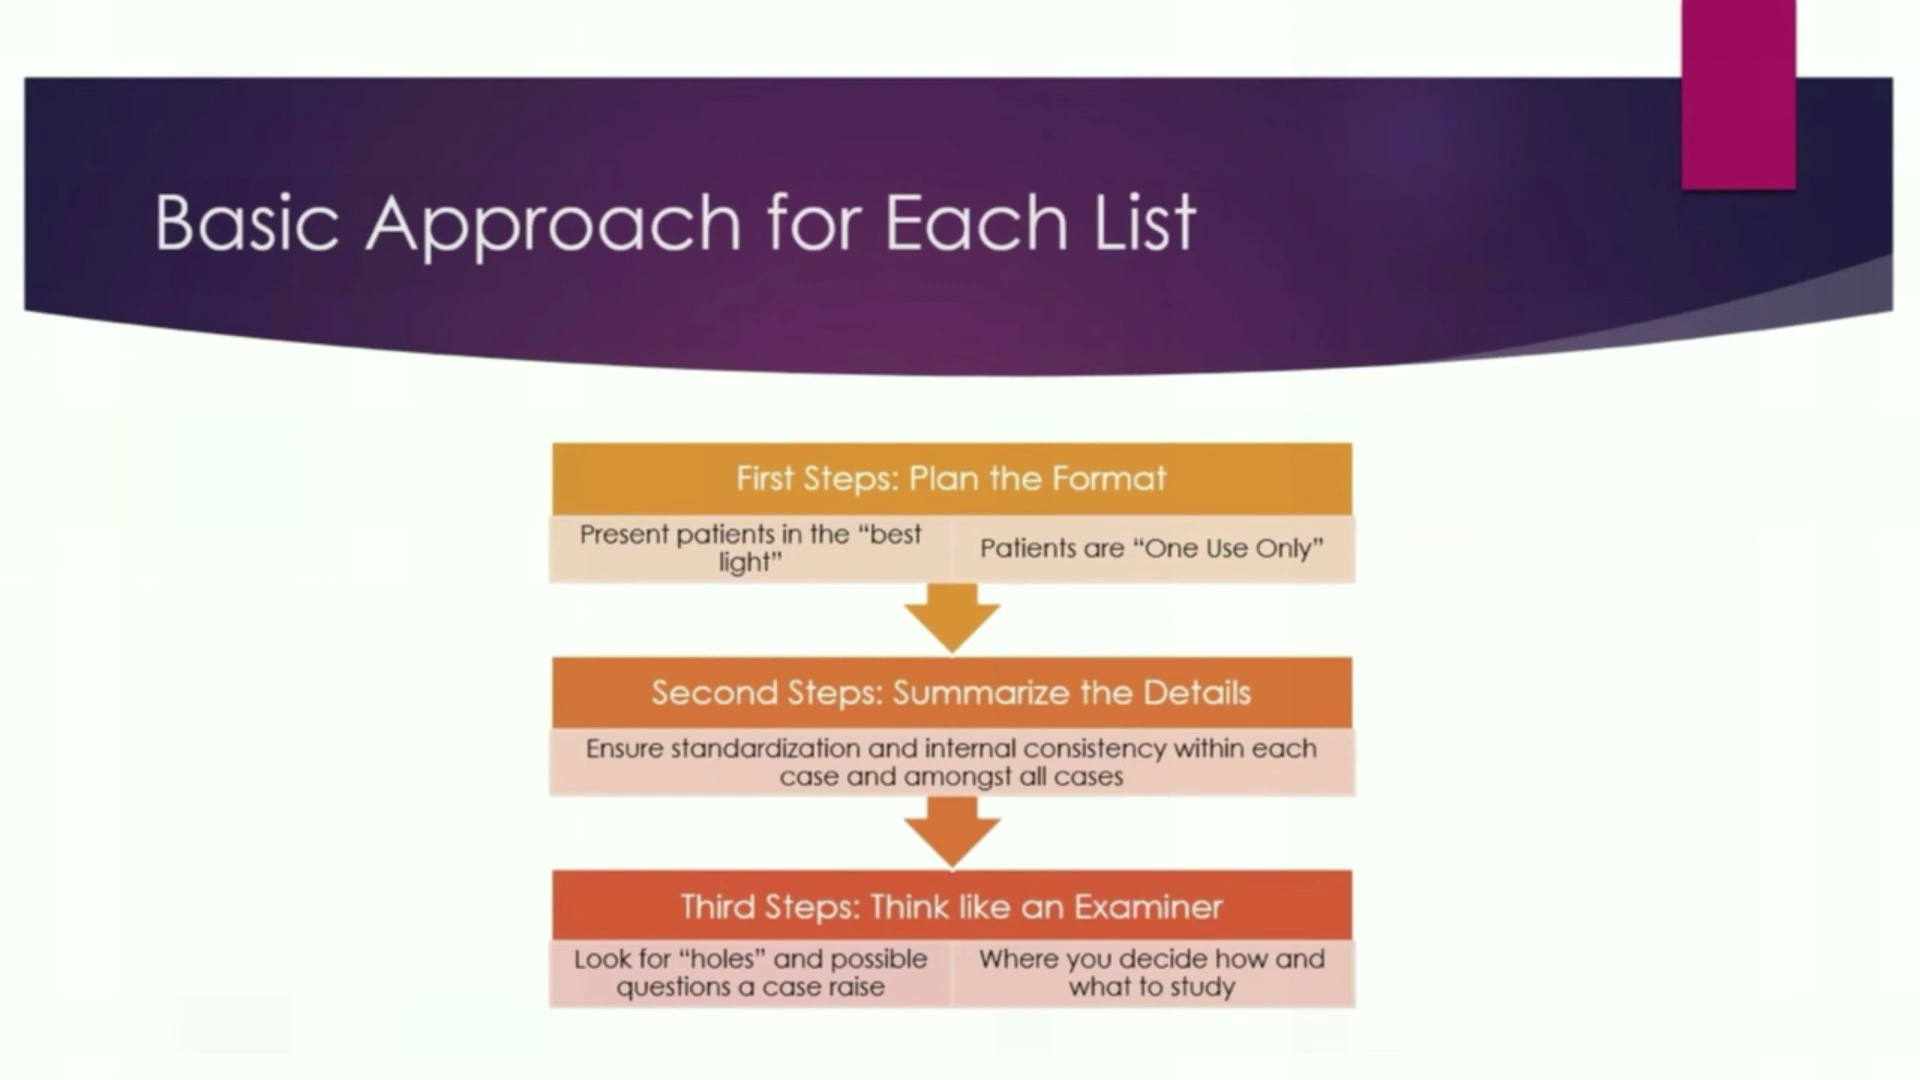 Basic Approach for Each List
First Steps: Plan the Format
Present patients in the “best
light”
Patients are “One Use Only”
Second Steps: Summarize the Details
Ensure standardization and internal consistency within each
case and amongst all cases
Third Steps: Think like an Examiner
Look for “holes” and possible
questions a case raise
Where you decide how and
what to study